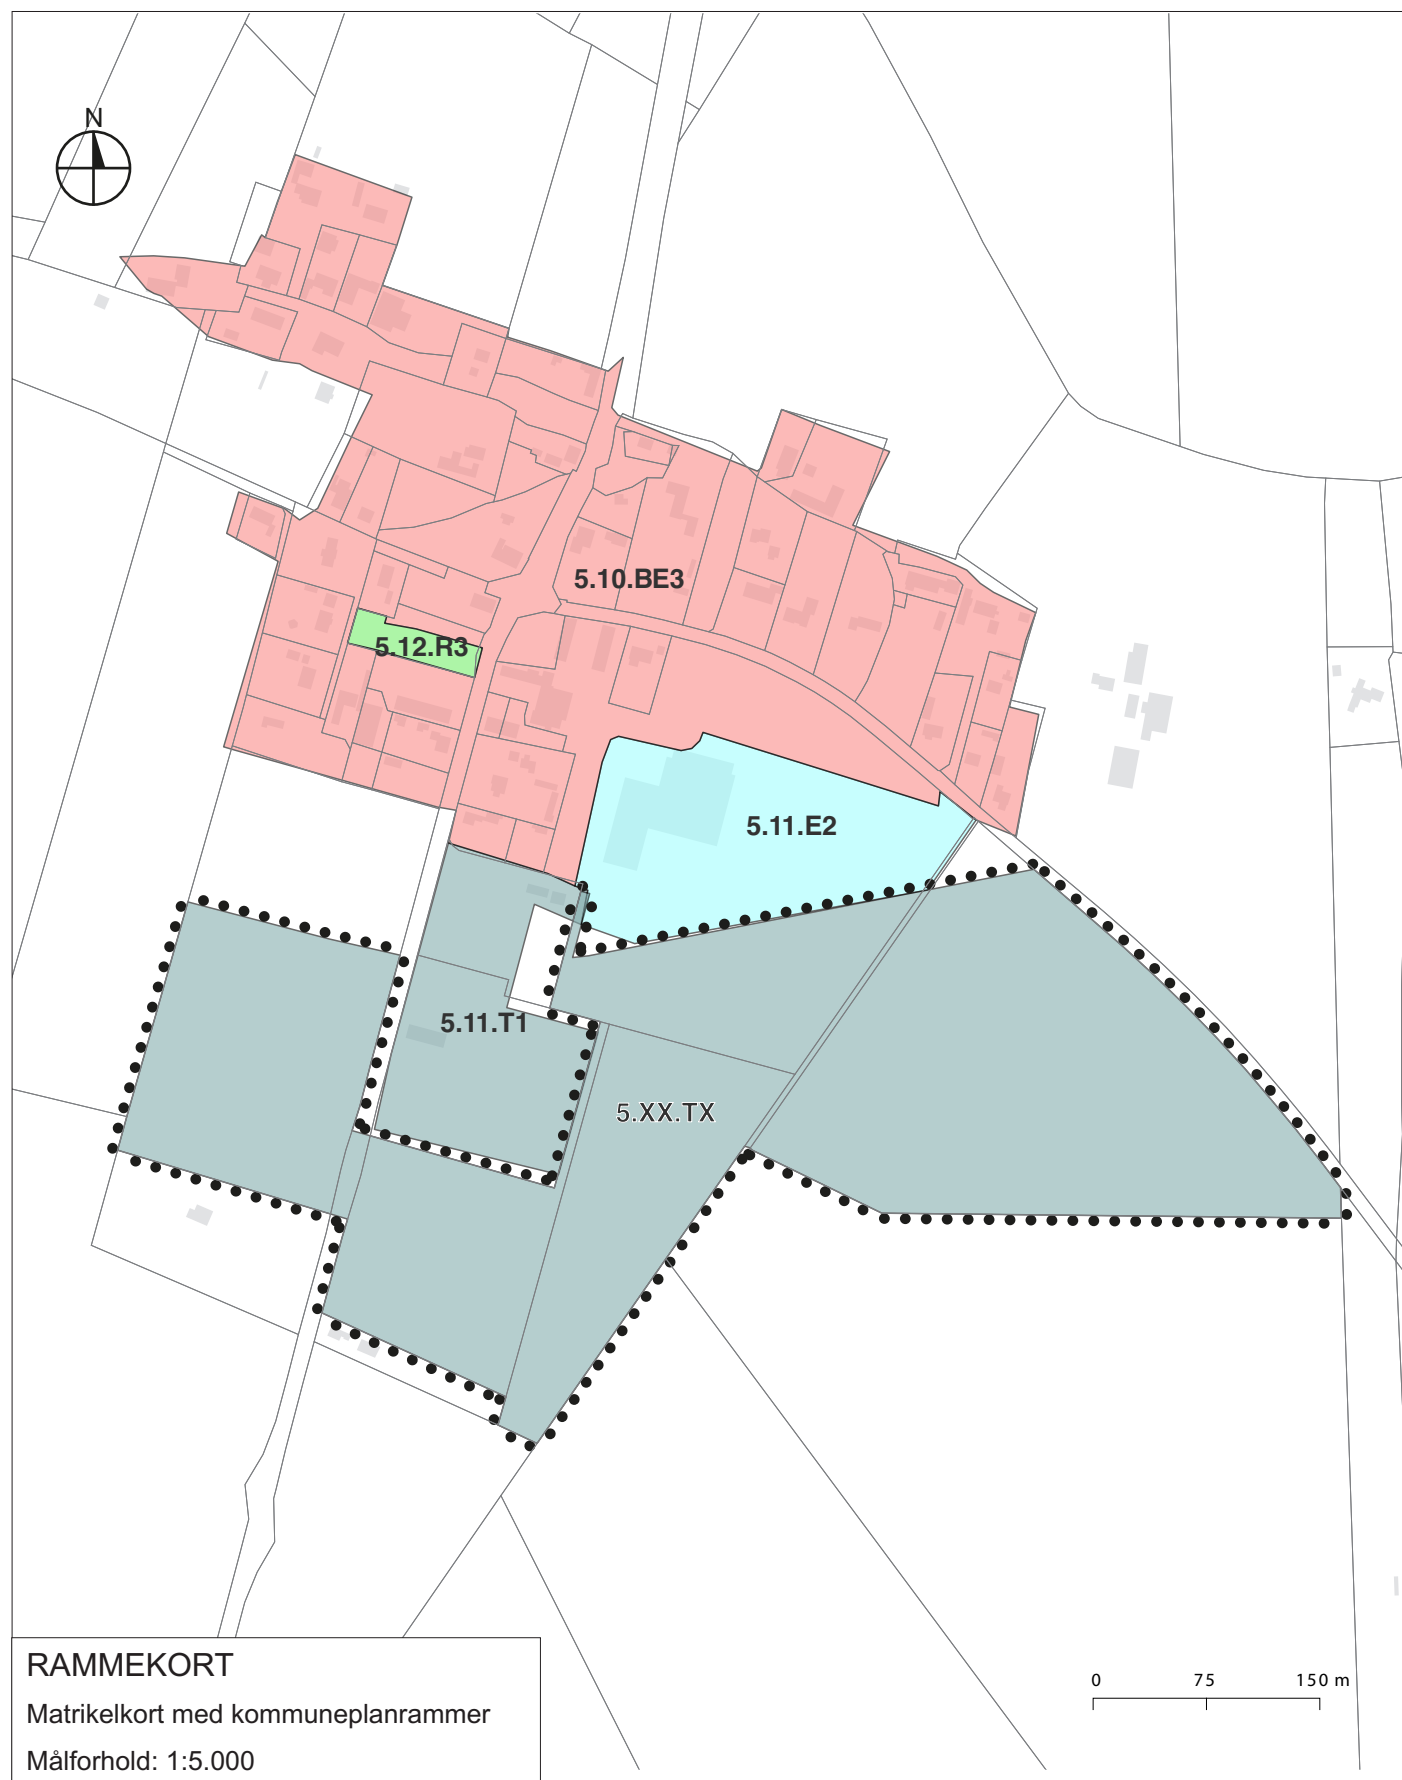 N
5.10.BE3
5.12.R3
5.11.E2
5.11.T1
5.XX.TX
RAMMEKORT
Matrikelkort med kommuneplanrammer
Målforhold: 1:5.000
0 75 150 m